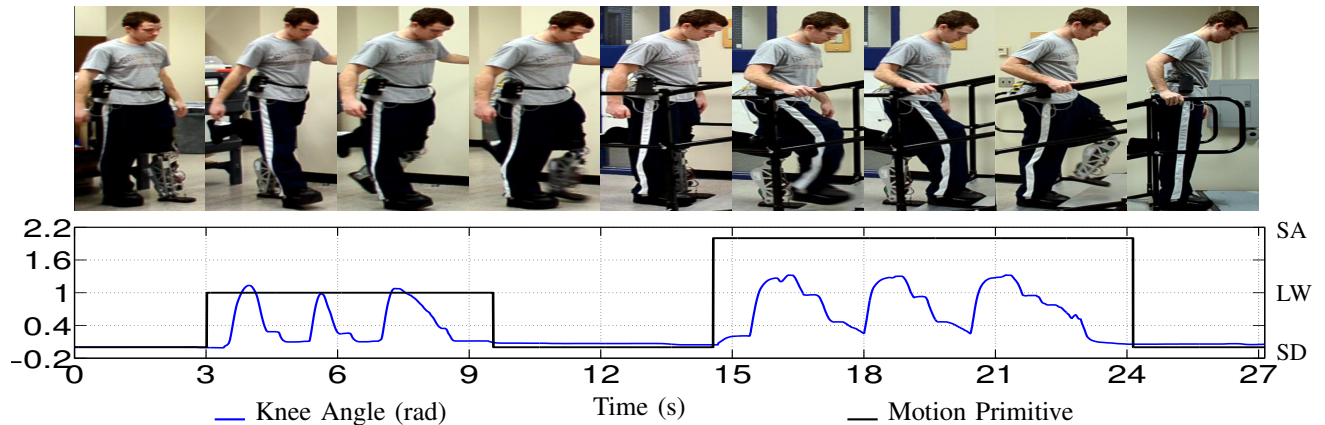 2.2
1.6
1
0.4
-0.2
SA
LW
SD
0 3 6 9 12 15 18 21 24 27
Knee Angle (rad)
Time (s)
Motion Primitive